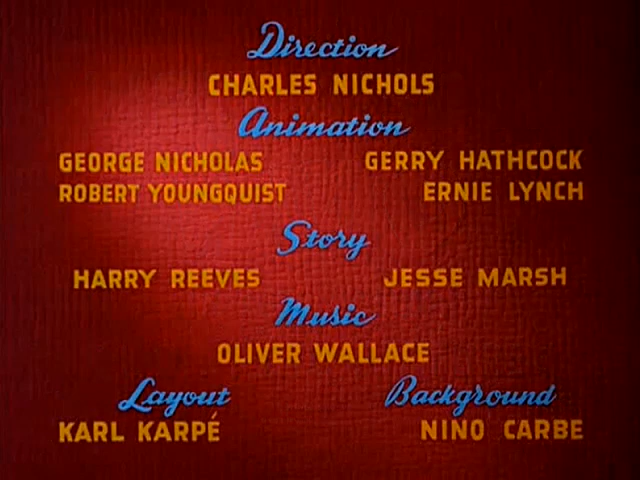 Direction
CHARLES NICHOLS
Animation
GEORGE NICHOLAS GERRY HATHCOCK
ROBERT YOUNGQUIST ERNIE LYNCH
Story
HARRY REEVES JESSE MARSH
Music
OLIVER WALLACE
Layout Background
KARL KARPÉ NINO CARBE